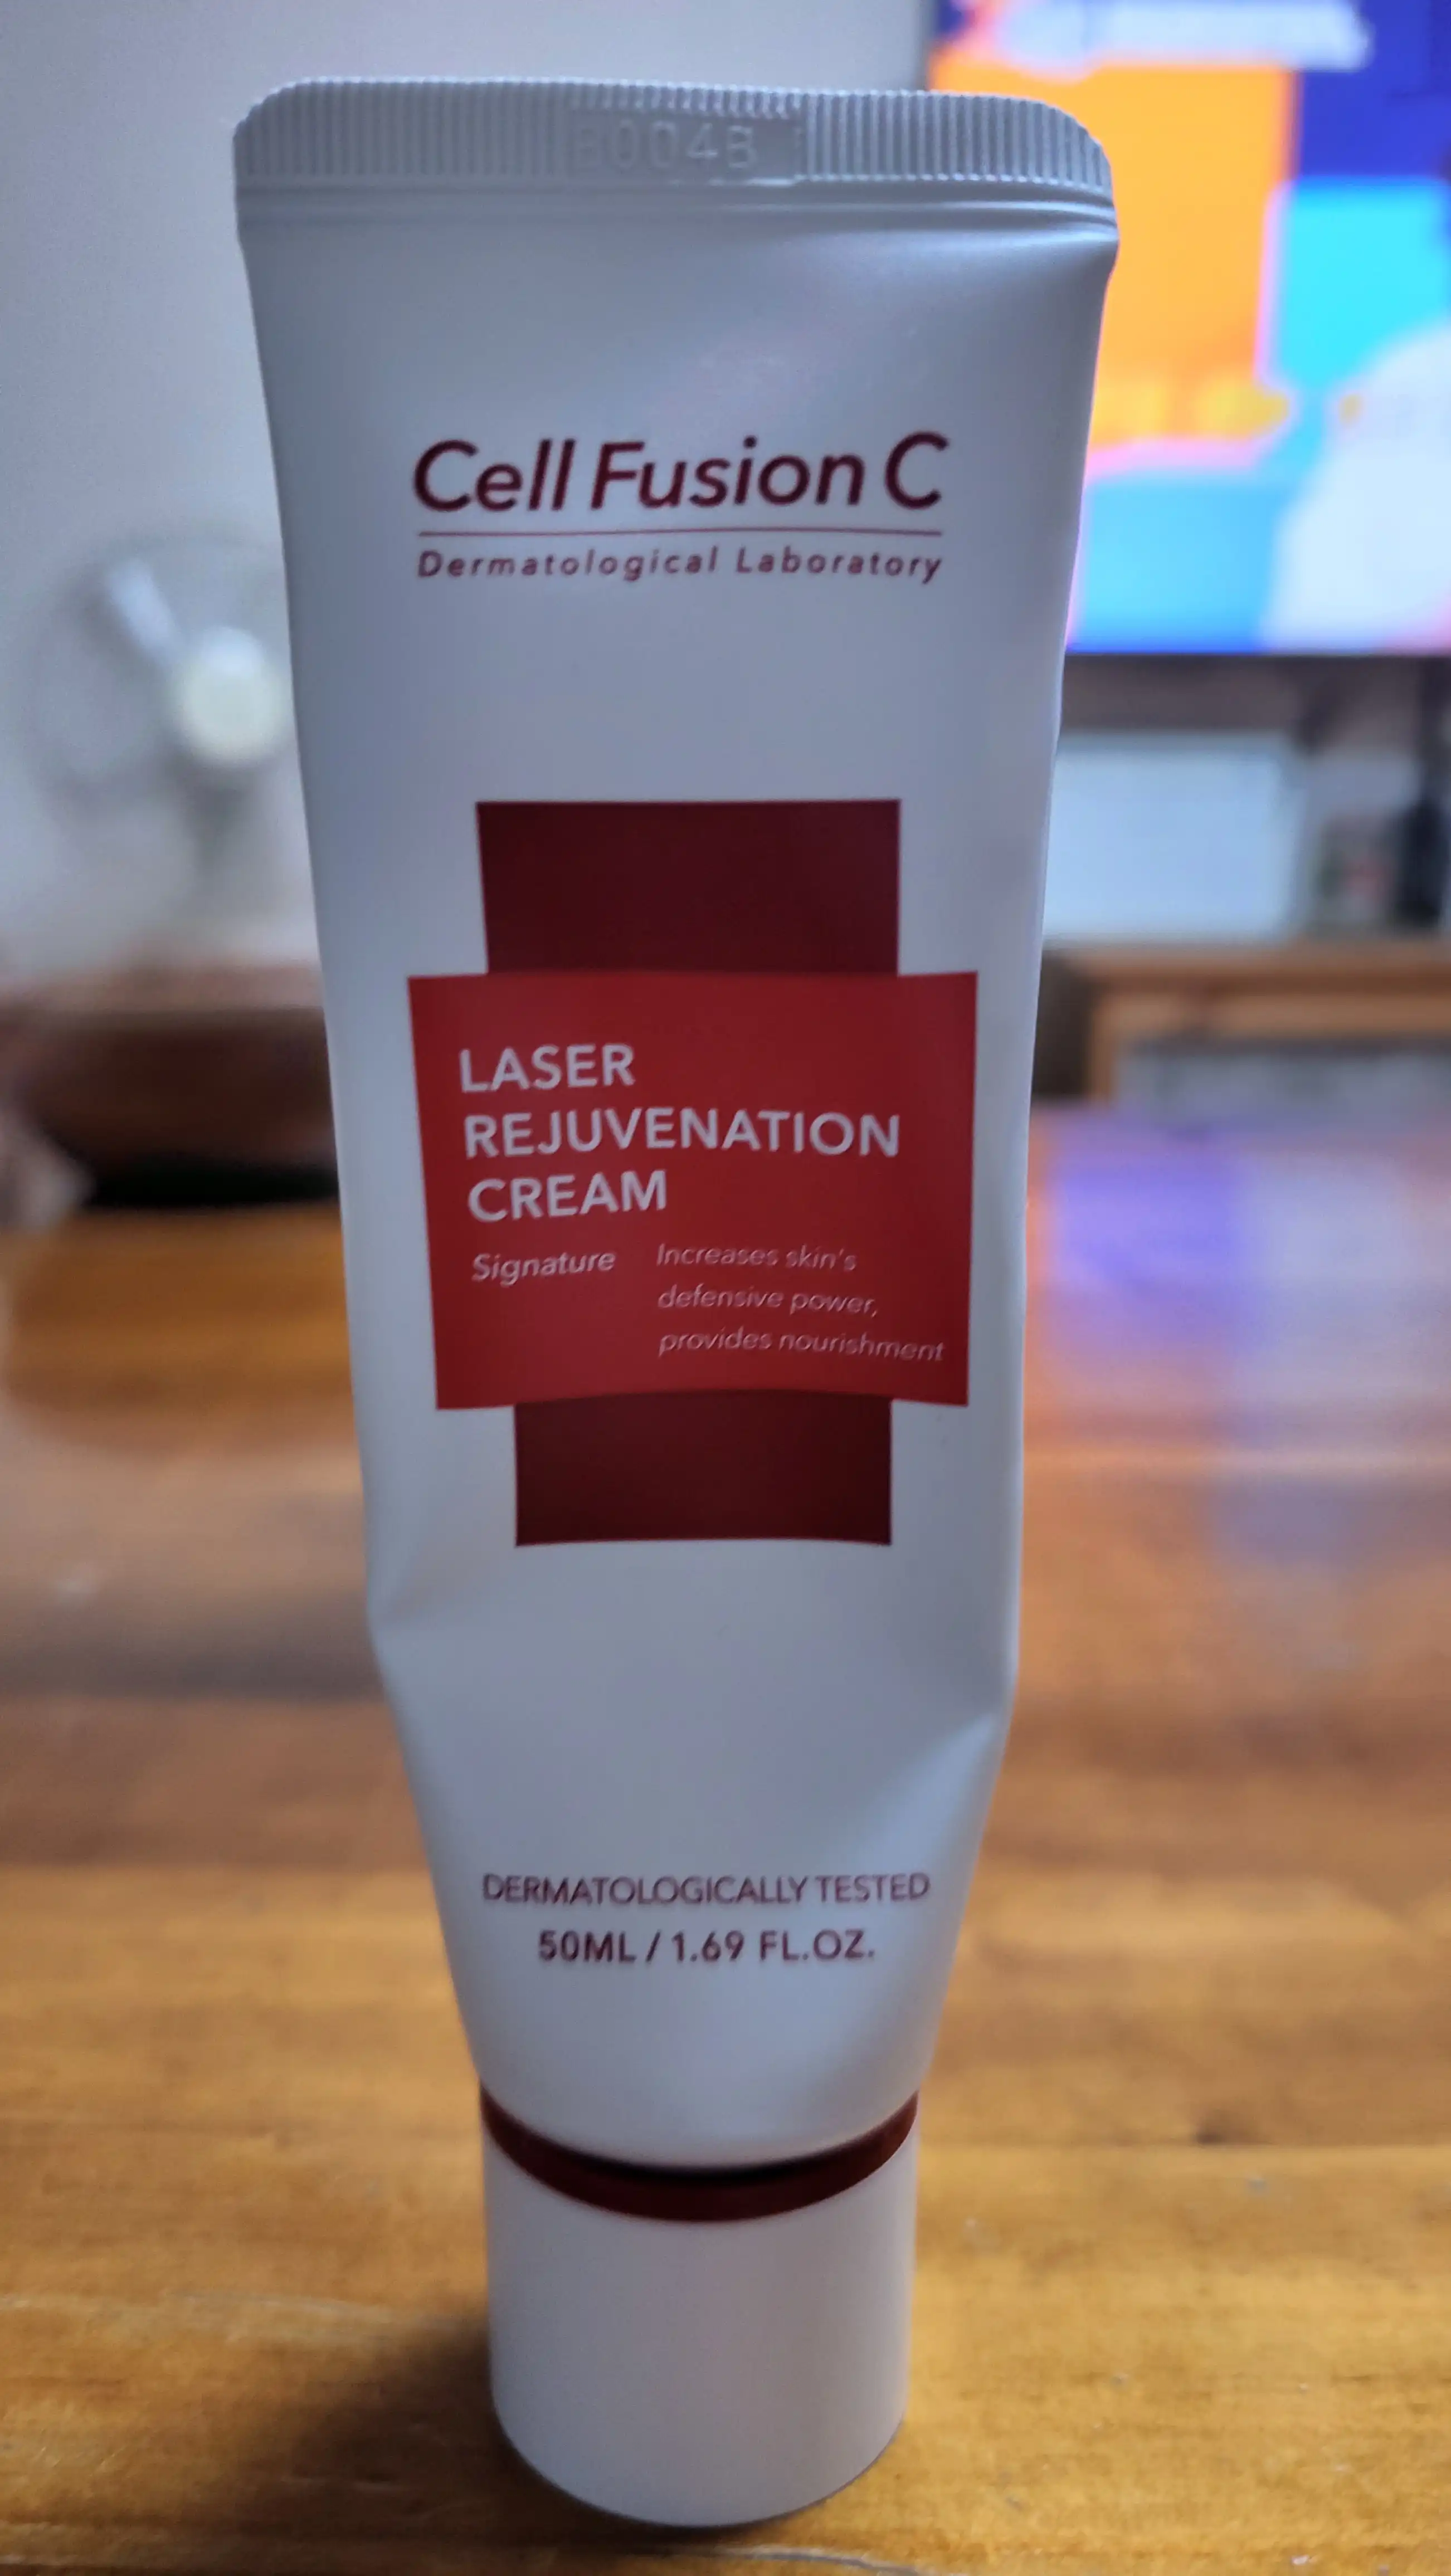 Cell Fusion C
Dermatological Laboratory
LASER
REJUVENATION
CREAM
Signature
Increases skin's
defensive power,
provides nourishment
DERMATOLOGICALLY TESTED
50ML / 1.69 FL.OZ.